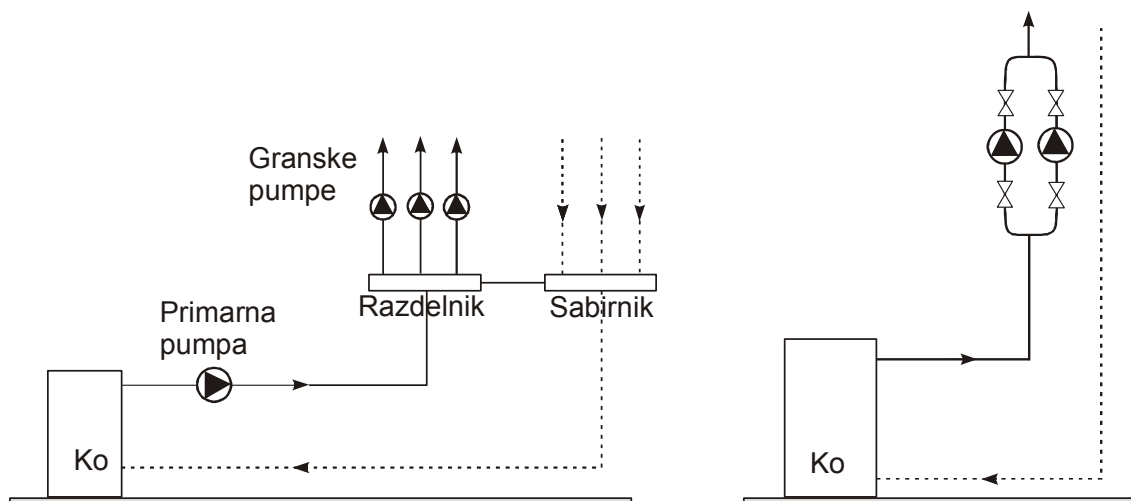 Granske
pumpe
Razdelnik
Sabirnik
Primarna
pumpa
Ko
Ko